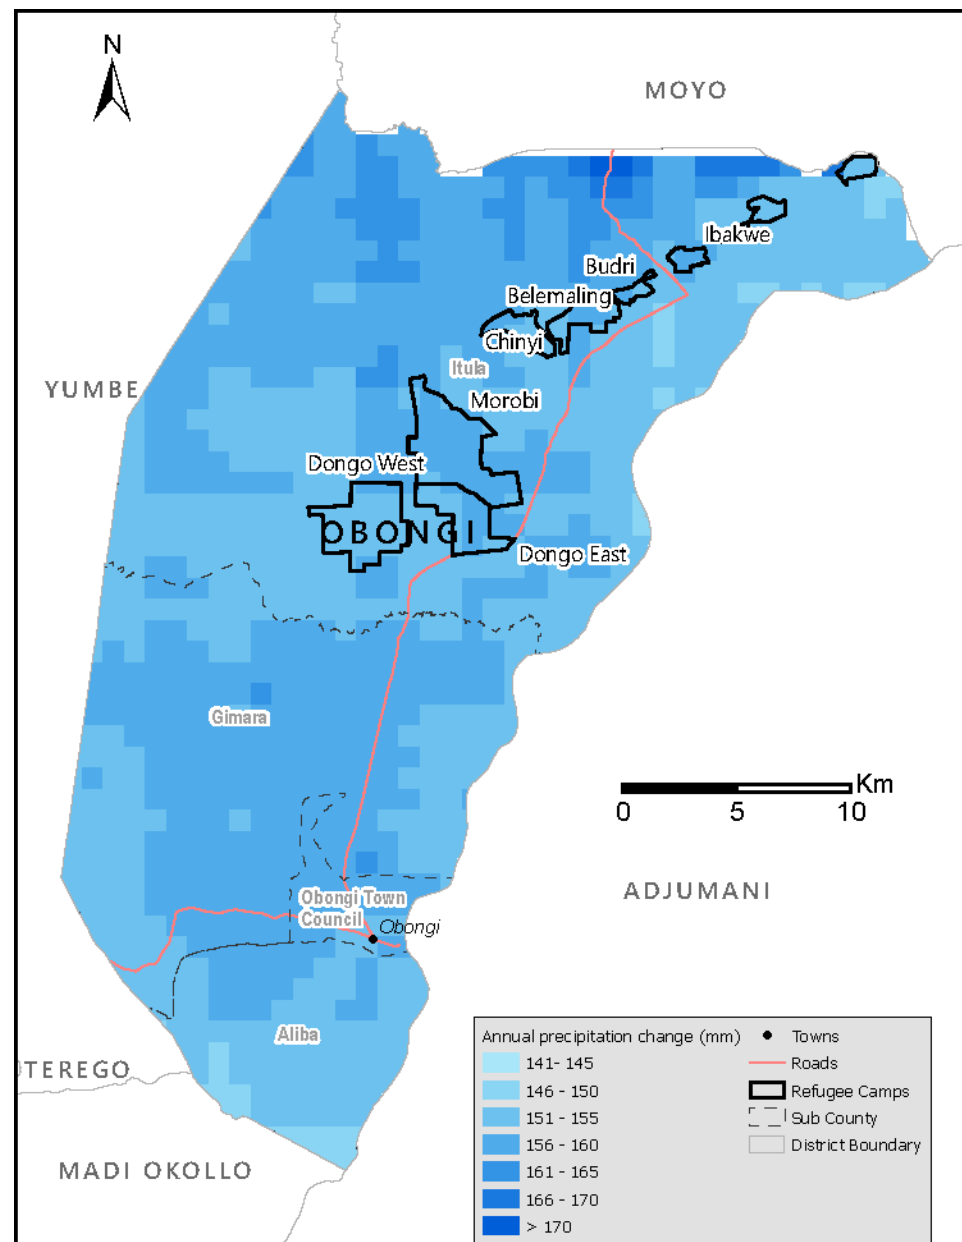 N
MOYO
Ibakwe
Budri
Belemaling
Chinyi
Itula
YUMBE
Morobi
Dongo West
OBONGI
Dongo East
Gimara
Km
0 5 10
ADJUMANI
Obongi Town
Council
Obongi
Aliba
TEREGO
MADI OKOLLO
Annual precipitation change (mm)
141- 145
146 - 150
151 - 155
156 - 160
161 - 165
166 - 170
> 170
Towns
Roads
Refugee Camps
Sub County
District Boundary